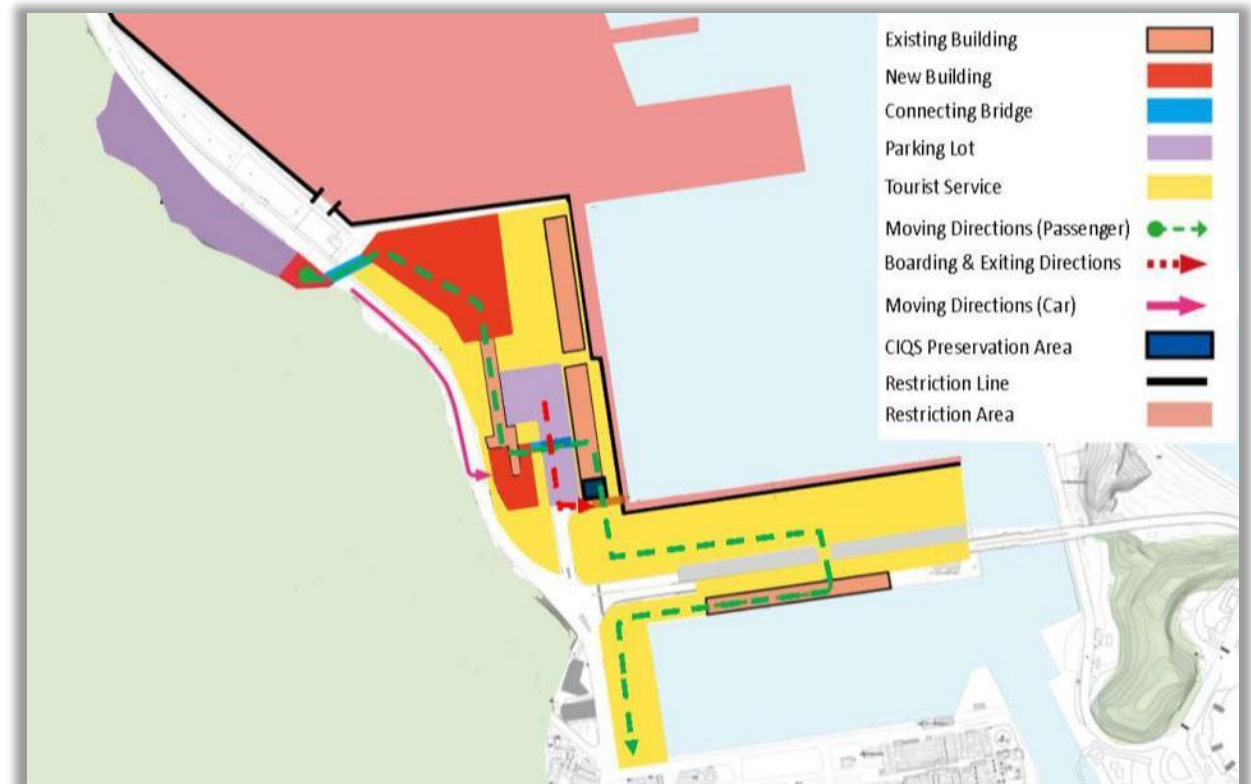 Existing Building
New Building
Connecting Bridge
Parking Lot
Tourist Service
Moving Directions (Passenger)
Boarding & Exiting Directions
Moving Directions (Car)
CIQS Preservation Area
Restriction Line
Restriction Area